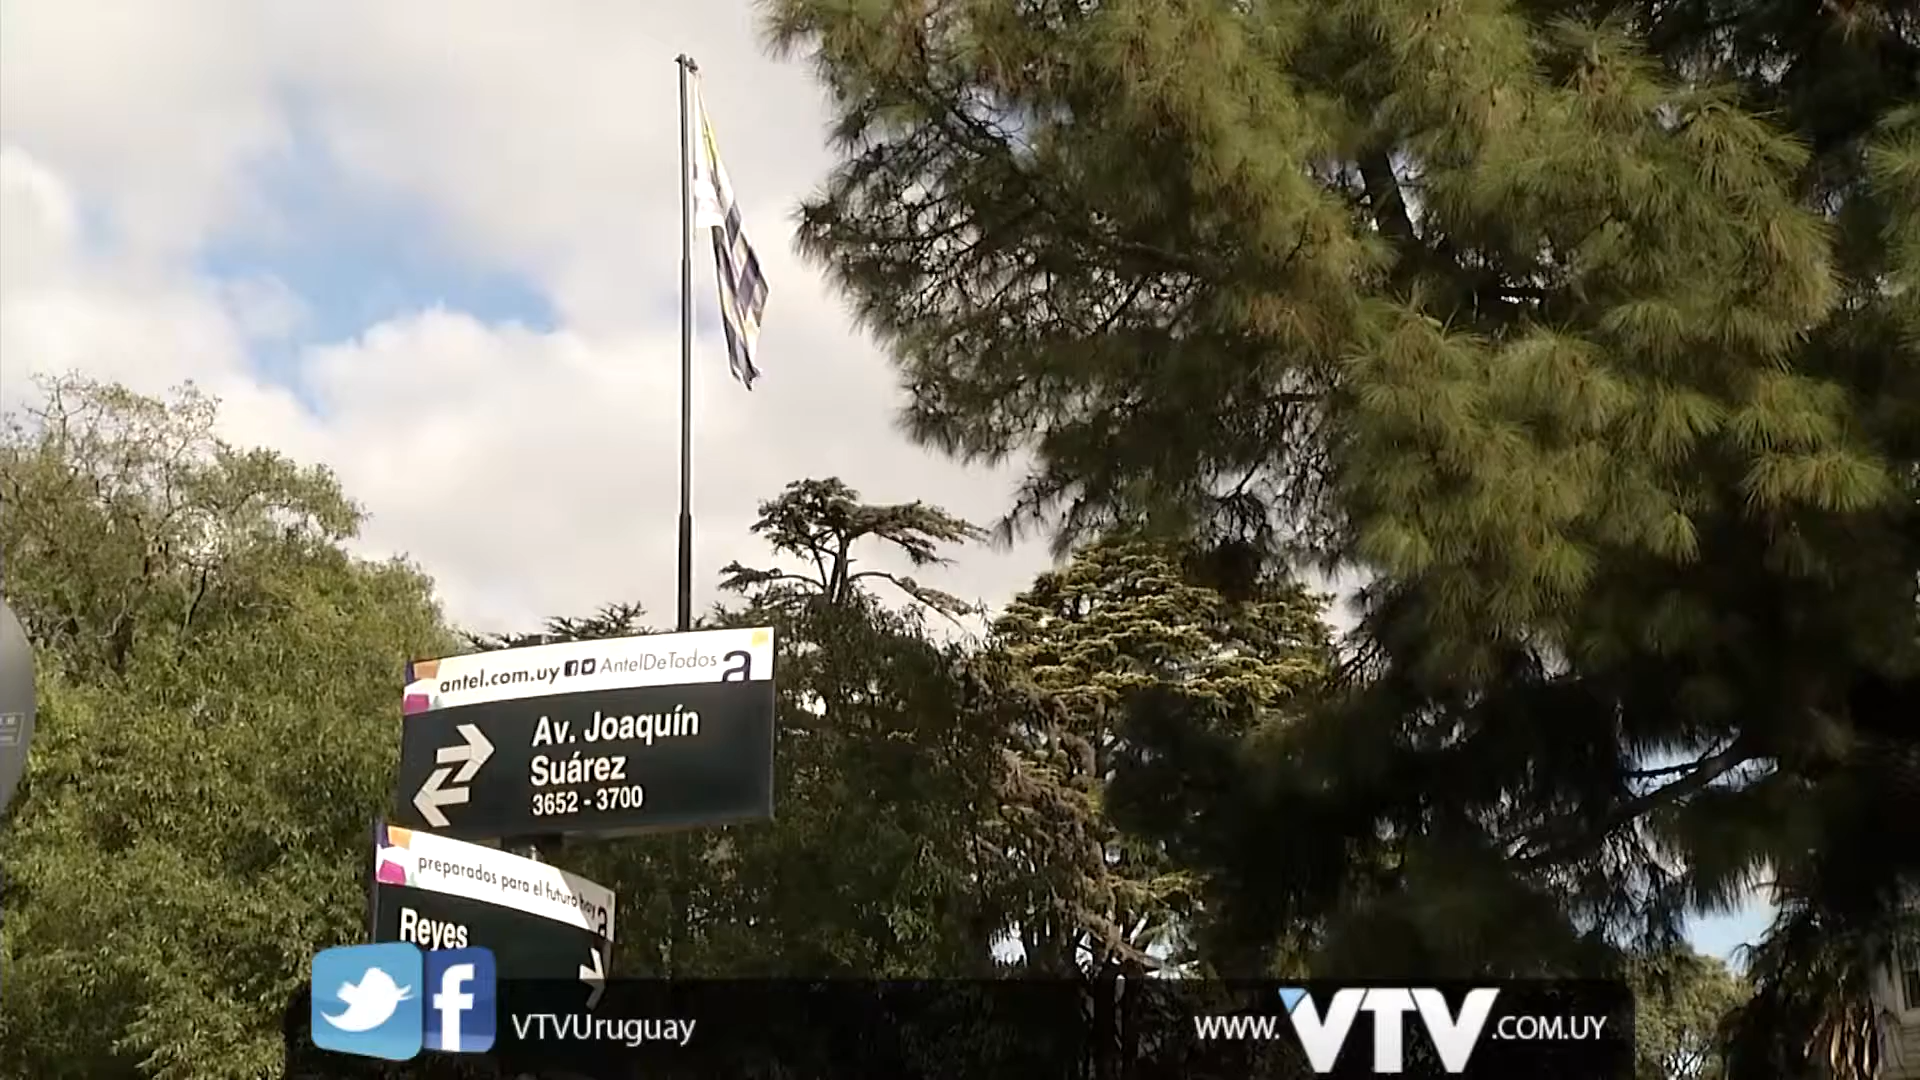 antel.com.uy AntelDeTodos a
Av. Joaquín
Suárez
3652 - 3700
preparados para el futuro hoy a
Reyes
VTVUruguay
www.VTV.COM.UY